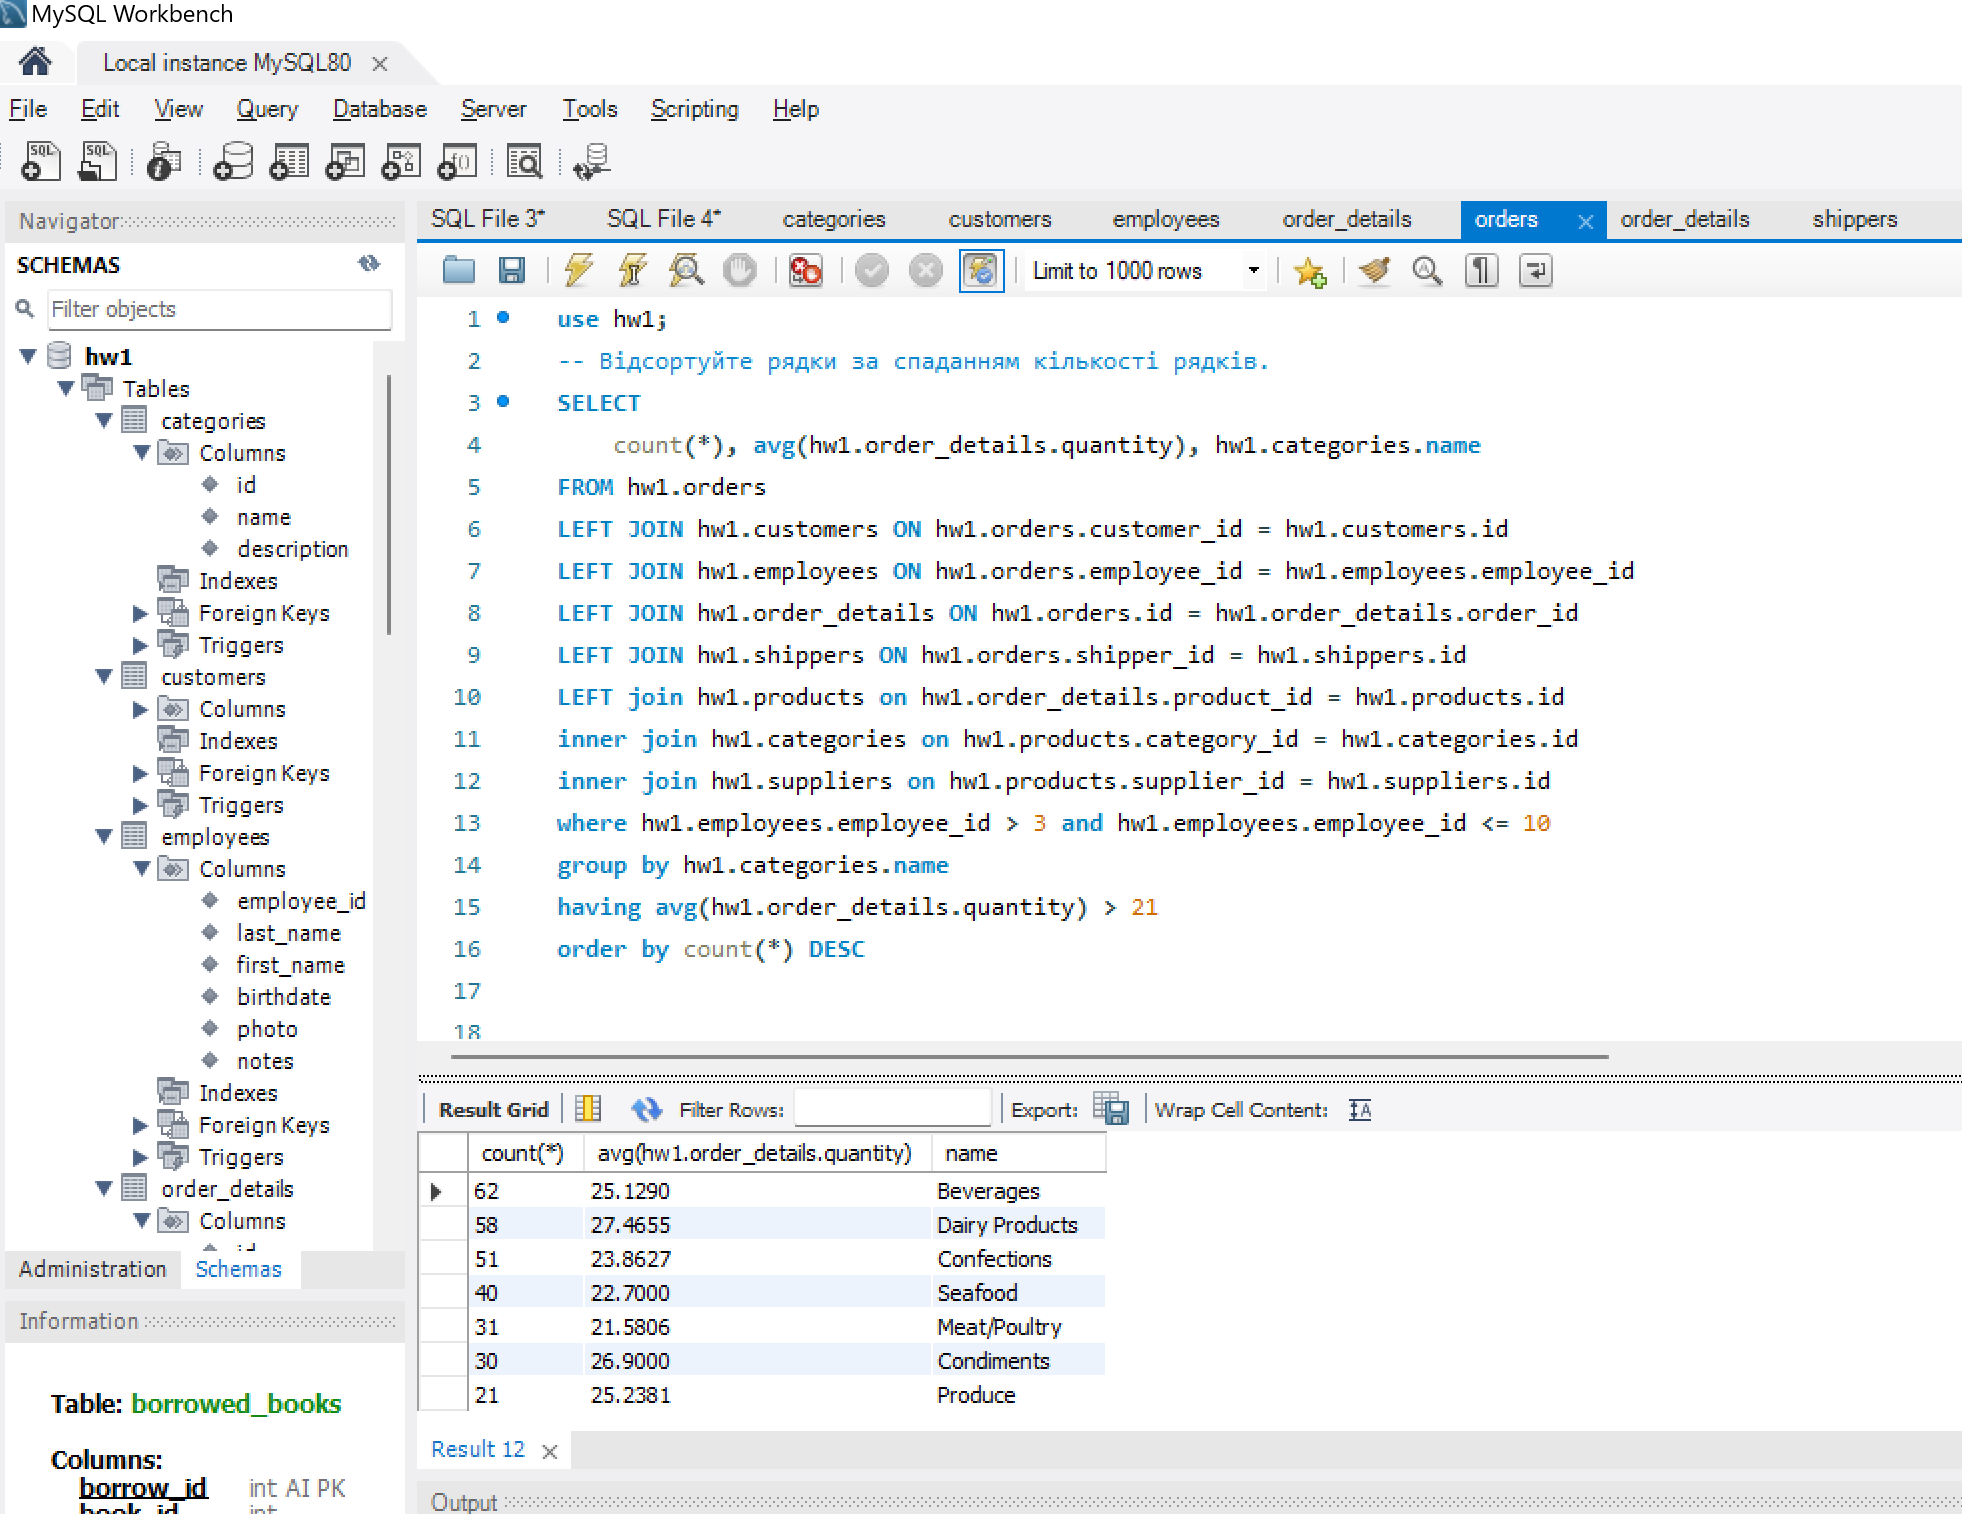 MySQL Workbench
Local instance MySQL80
File Edit View Query Database Server Tools Scripting Help
Navigator
SCHEMAS
Filter objects
hw1
Tables
categories
Columns
id
name
description
Indexes
Foreign Keys
Triggers
customers
Columns
Indexes
Foreign Keys
Triggers
employees
Columns
employee_id
last_name
first_name
birthdate
photo
notes
Indexes
Foreign Keys
Triggers
order_details
Columns
id
Administration Schemas
Information
Table: borrowed_books
Columns:
borrow_id int AI PK
book_id int
SQL File 3* SQL File 4* categories customers employees order_details orders order_details shippers
Limit to 1000 rows
1 use hw1;
2 -- Відсортуйте рядки за спаданням кількості рядків.
3 SELECT
4 count(*), avg(hw1.order_details.quantity), hw1.categories.name
5 FROM hw1.orders
6 LEFT JOIN hw1.customers ON hw1.orders.customer_id = hw1.customers.id
7 LEFT JOIN hw1.employees ON hw1.orders.employee_id = hw1.employees.employee_id
8 LEFT JOIN hw1.order_details ON hw1.orders.id = hw1.order_details.order_id
9 LEFT JOIN hw1.shippers ON hw1.orders.shipper_id = hw1.shippers.id
10 LEFT join hw1.products on hw1.order_details.product_id = hw1.products.id
11 inner join hw1.categories on hw1.products.category_id = hw1.categories.id
12 inner join hw1.suppliers on hw1.products.supplier_id = hw1.suppliers.id
13 where hw1.employees.employee_id > 3 and hw1.employees.employee_id <= 10
14 group by hw1.categories.name
15 having avg(hw1.order_details.quantity) > 21
16 order by count(*) DESC
17
18
Result Grid Filter Rows: Export: Wrap Cell Content:
count(*) avg(hw1.order_details.quantity) name
62 25.1290 Beverages
58 27.4655 Dairy Products
51 23.8627 Confections
40 22.7000 Seafood
31 21.5806 Meat/Poultry
30 26.9000 Condiments
21 25.2381 Produce
Result 12
Output